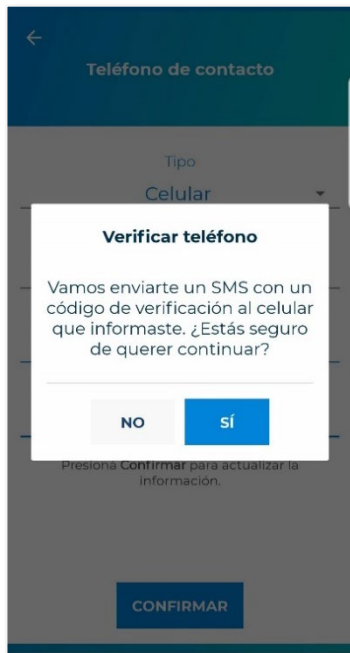 Teléfono de contacto
Tipo
Celular
Verificar teléfono
Vamos enviarte un SMS con un
código de verificación al celular
que informaste. ¿Estás seguro
de querer continuar?
NO
SÍ
Presioná Confirmar para actualizar la
información.
CONFIRMAR